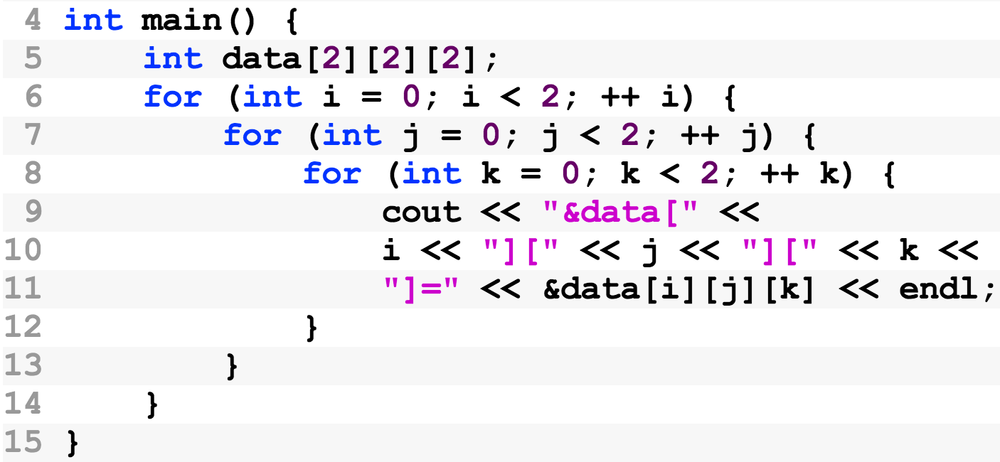 4 int main() {
5     int data[2][2][2];
6     for (int i = 0; i < 2; ++ i) {
7         for (int j = 0; j < 2; ++ j) {
8             for (int k = 0; k < 2; ++ k) {
9                 cout << "&data[" <<
10                 i << "][" << j << "][" << k <<
11                 "]=" << &data[i][j][k] << endl;
12             }
13         }
14     }
15 }